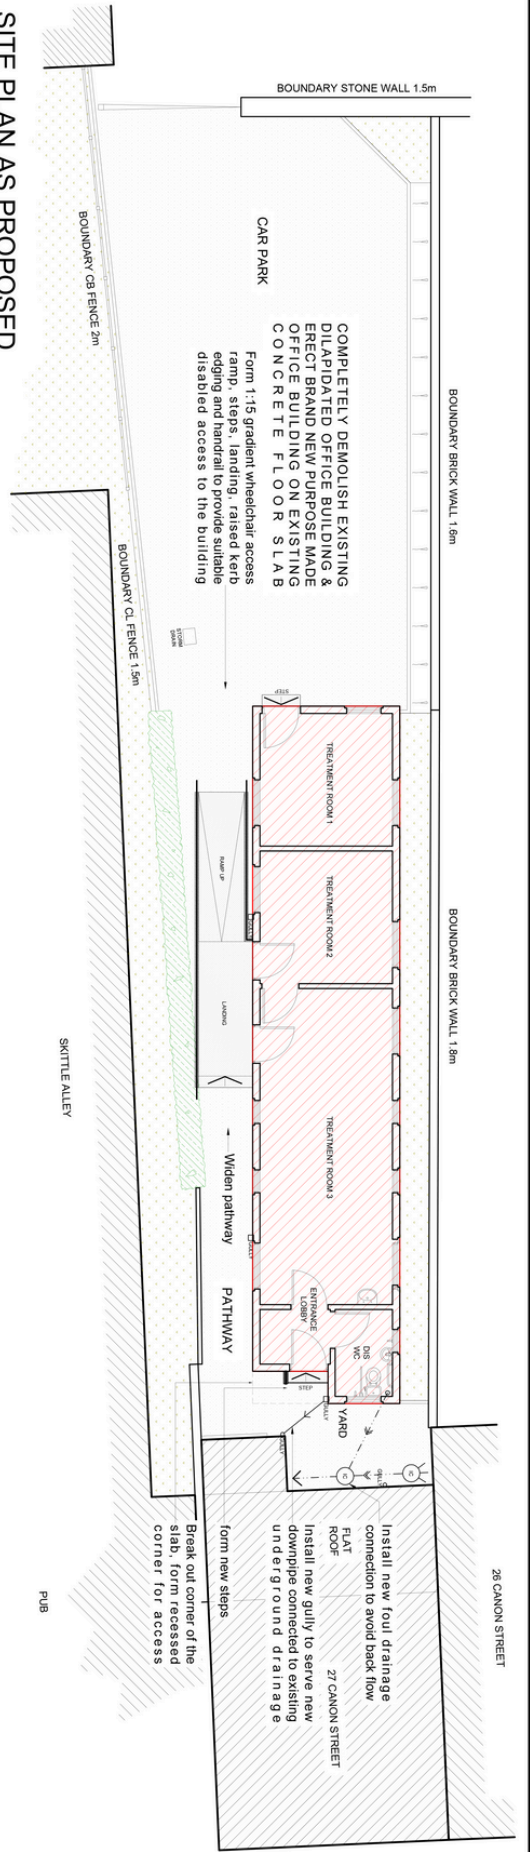 SITE PLAN AS PROPOSED
BOUNDARY STONE WALL 1.5m
BOUNDARY BRICK WALL 1.6m
BOUNDARY BRICK WALL 1.8m
26 CANON STREET
CAR PARK
COMPLETELY DEMOLISH EXISTING
DILAPIDATED OFFICE BUILDING &
ERECT BRAND NEW PURPOSE MADE
OFFICE BUILDING ON EXISTING
CONCRETE FLOOR SLAB
Form 1:15 gradient wheelchair access
ramp, steps, landing, raised kerb
edging and handrail to provide suitable
disabled access to the building
BOUNDARY CB FENCE 2m
BOUNDARY CL FENCE 1.5m
STORM
DRAIN
STEP
TREATMENT ROOM 1
TREATMENT ROOM 2
TREATMENT ROOM 3
RAMP UP
GULLY
LANDING
Widen pathway
GULLY
PATHWAY
ENTRANCE
LOBBY
DIS
WC
STEP
GULLY
YARD
GULLY
IC
GULLY
IC
Install new foul drainage
connection to avoid back flow
FLAT
ROOF
27 CANON STREET
Install new gully to serve new
downpipe connected to existing
underground drainage
form new steps
Break out corner of the
slab, form recessed
corner for access
SKITTLE ALLEY
PUB